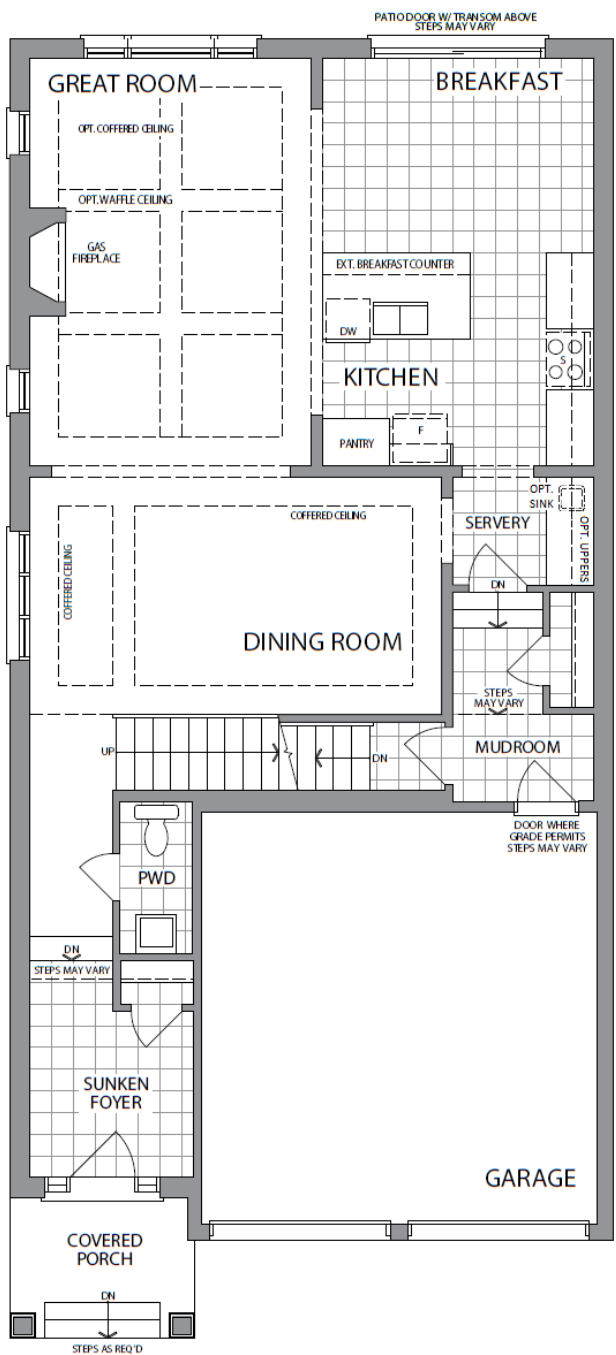 PATIO DOOR W/ TRANSOM ABOVE
STEPS MAY VARY
GREAT ROOM
BREAKFAST
OPT. COFFERED CEILING
OPT. WAFFLE CEILING
GAS
FIREPLACE
EXT. BREAKFAST COUNTER
DW
S
KITCHEN
PANTRY
F
OPT.
SINK
SERVERY
OPT. UPPERS
COFFERED CEILING
COFFERED CEILING
DN
DINING ROOM
STEPS
MAY VARY
UP
DN
MUDROOM
DOOR WHERE
GRADE PERMITS
STEPS MAY VARY
PWD
DN
STEPS MAY VARY
SUNKEN
FOYER
GARAGE
COVERED
PORCH
DN
STEPS AS REQ'D